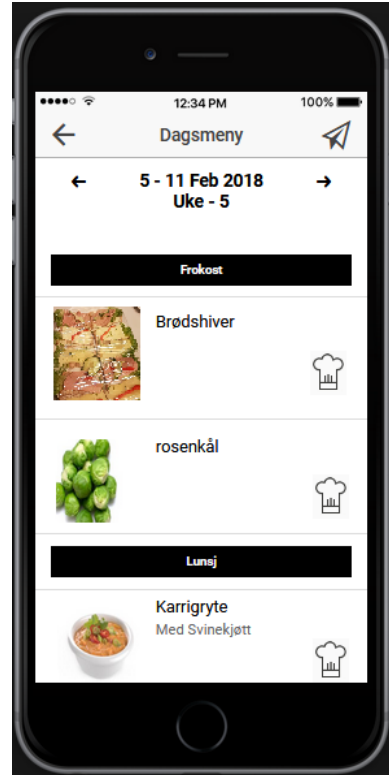 12:34 PM
100%
Dagsmeny
5 - 11 Feb 2018
Uke - 5
Frokost
Brødshiver
rosenkål
Lunsj
Karrigryte
Med Svinekjøtt